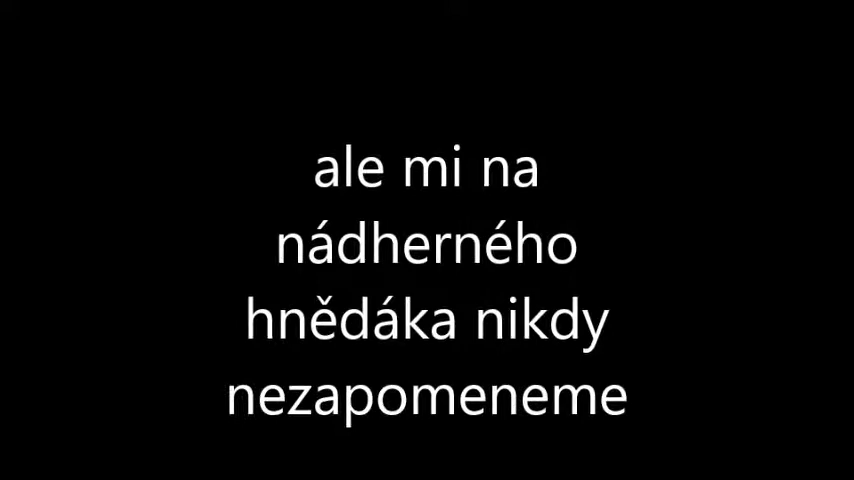 ale mi na
nádherného
hnědáka nikdy
nezapomeneme